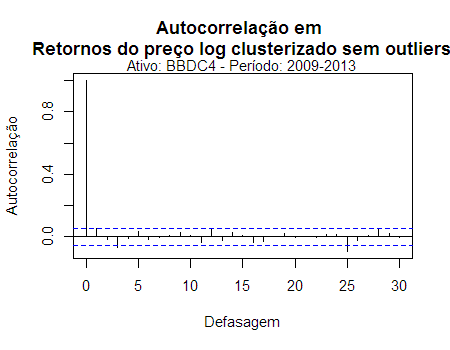 Autocorrelação em
Retornos do preço log clusterizado sem outliers
Ativo: BBDC4 - Período: 2009-2013
Autocorrelação
0.8
0.4
0.0
0 5 10 15 20 25 30
Defasagem